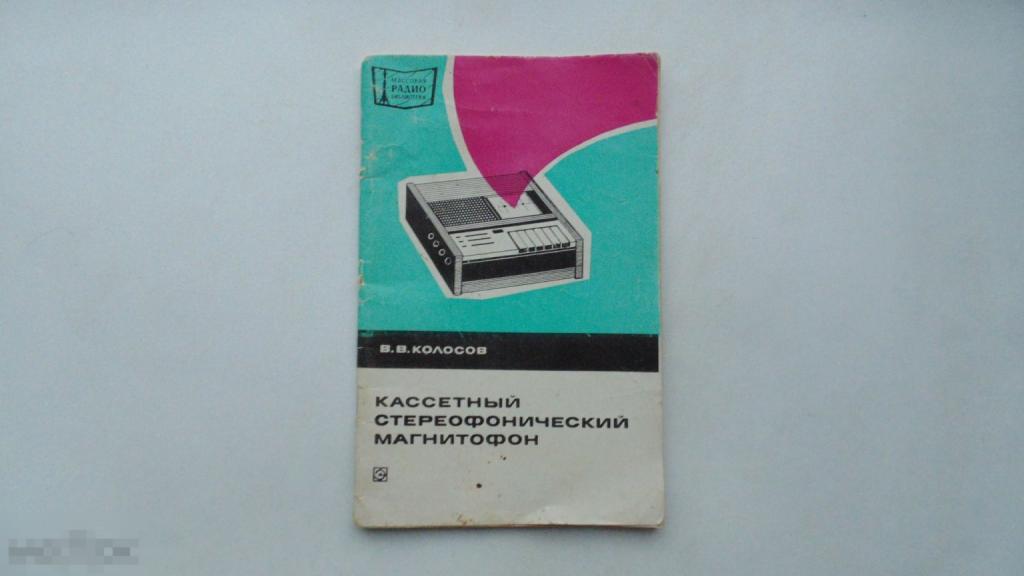 МАССОВАЯ
РАДИО
БИБЛИОТЕКА
В. В. КОЛОСОВ
КАССЕТНЫЙ
СТЕРЕОФОНИЧЕСКИЙ
МАГНИТОФОН